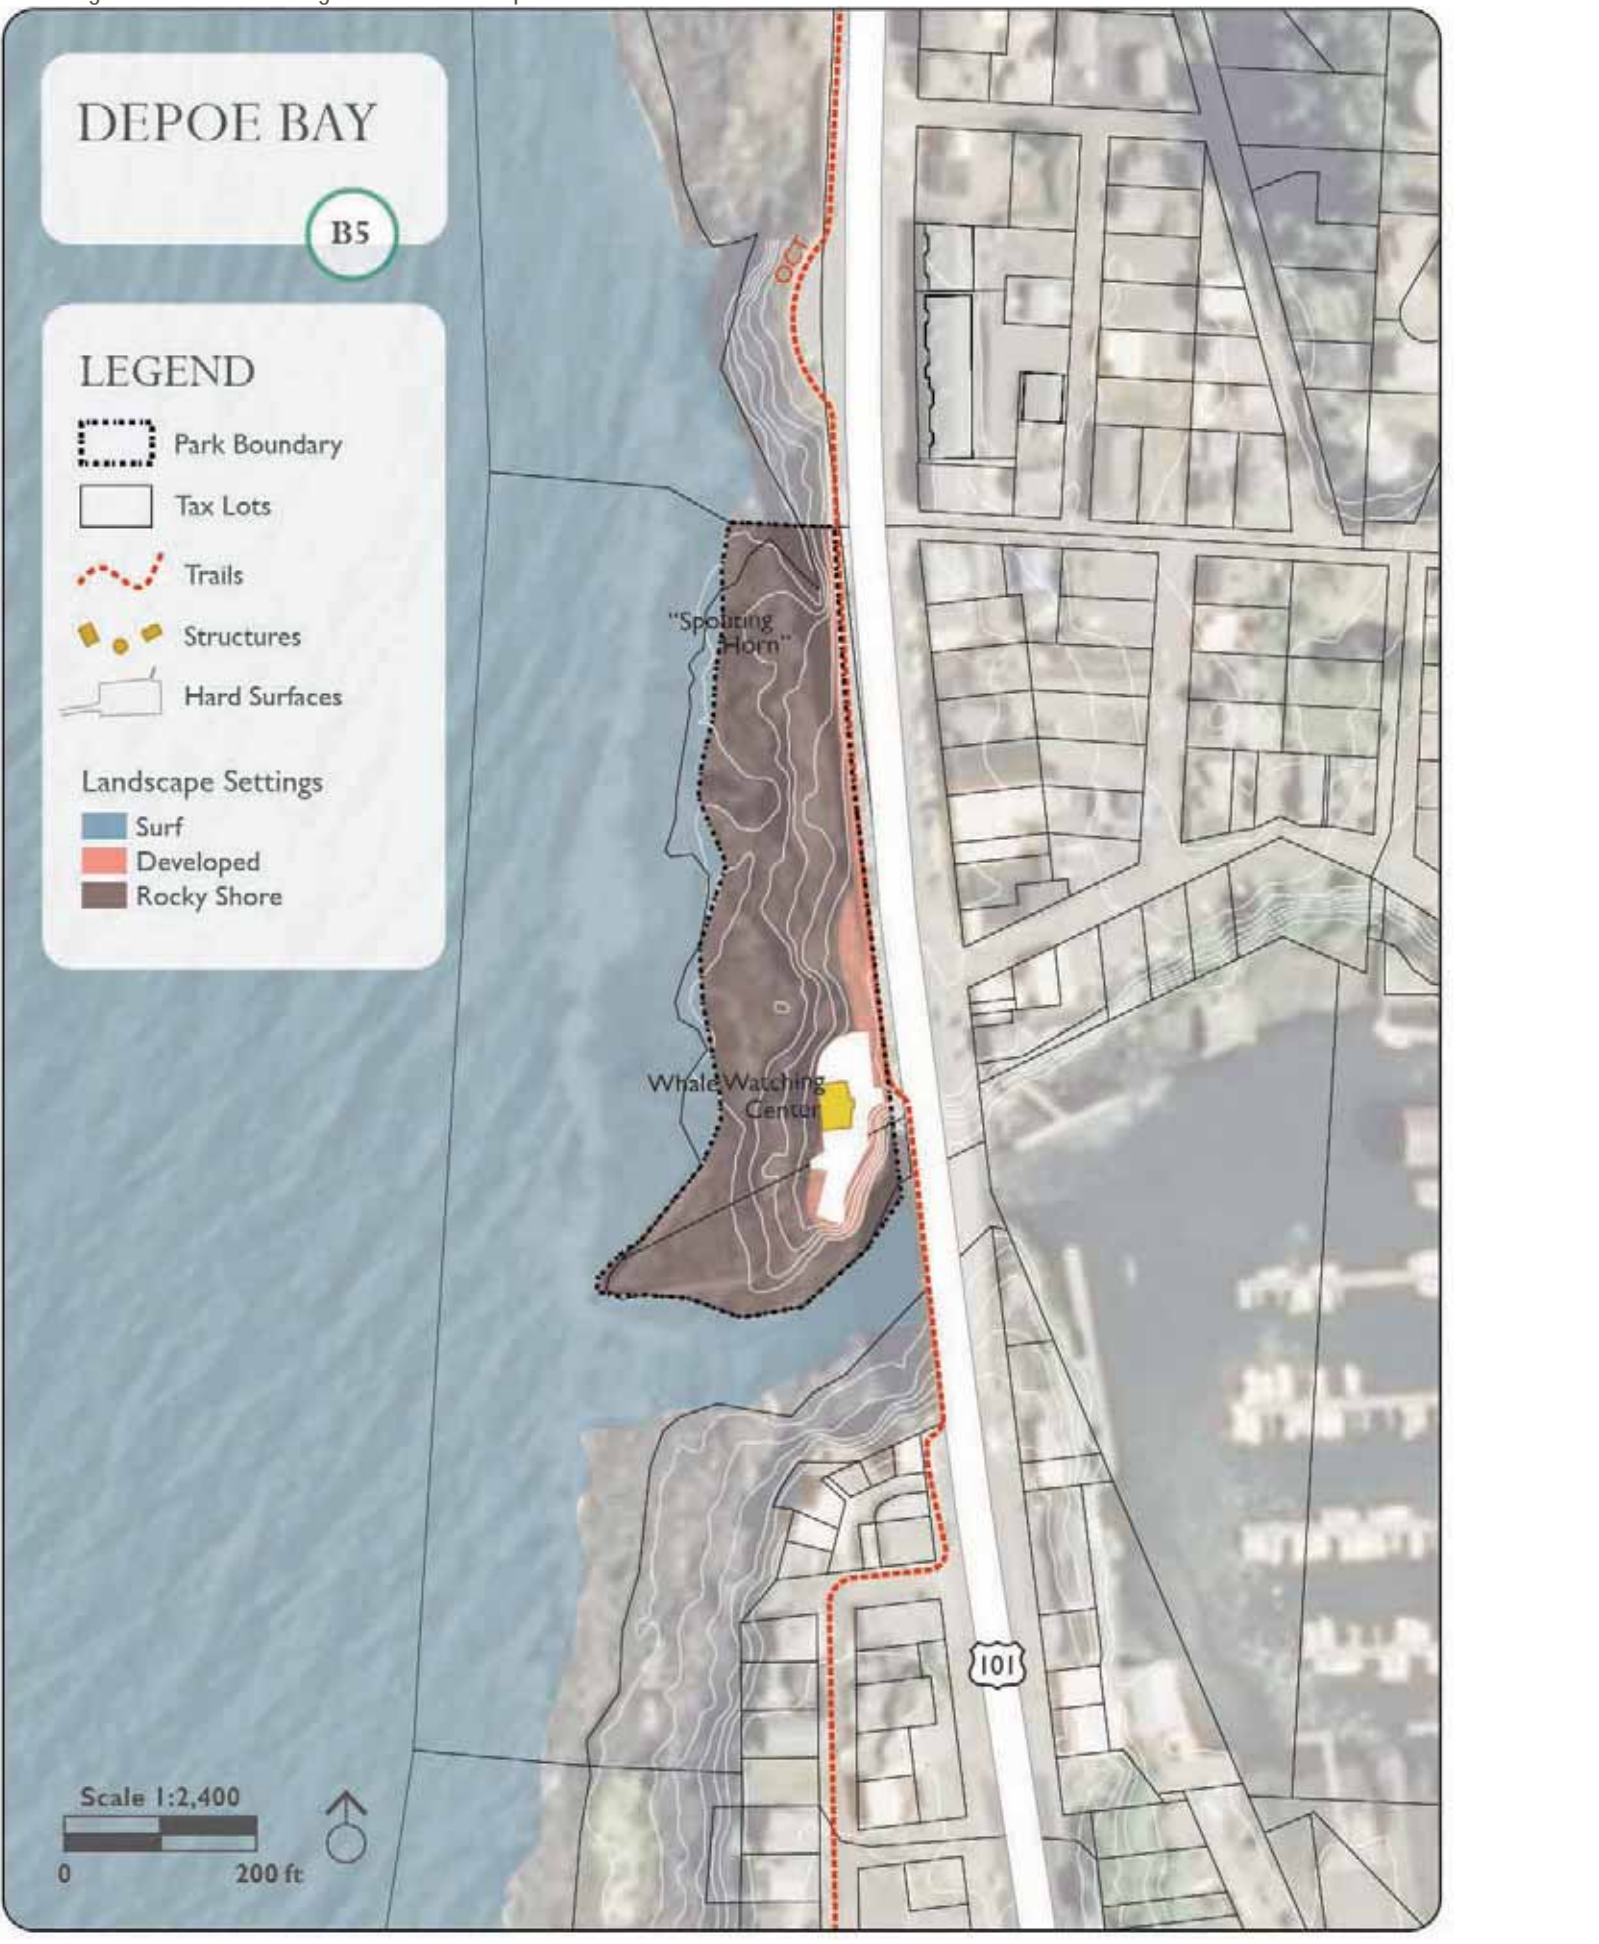 DEPOE BAY
B5
LEGEND
Park Boundary
Tax Lots
Trails
Structures
Hard Surfaces
Landscape Settings
Surf
Developed
Rocky Shore
OCT
"Spouting
Horn"
Whale Watching
Center
101
Scale 1:2,400
0 200 ft